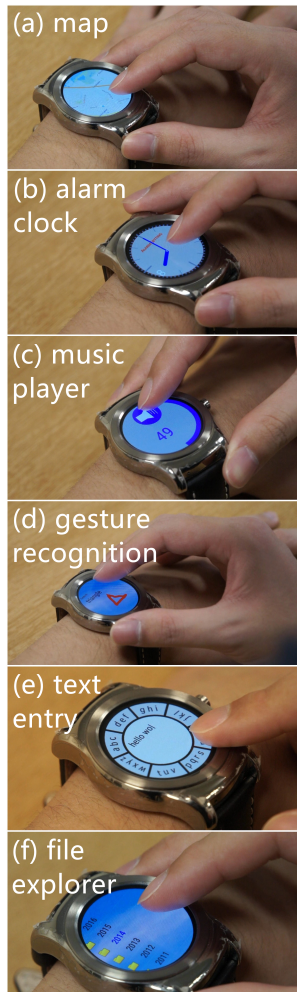 (a) map
(b) alarm
clock
(c) music
player
49
(d) gesture
recognition
(e) text
entry
abc
def
ghi
jkl
pqrs
tuv
wxyz
hello wo
(f) file
explorer
2016
2015
2014
2013
2012
2011